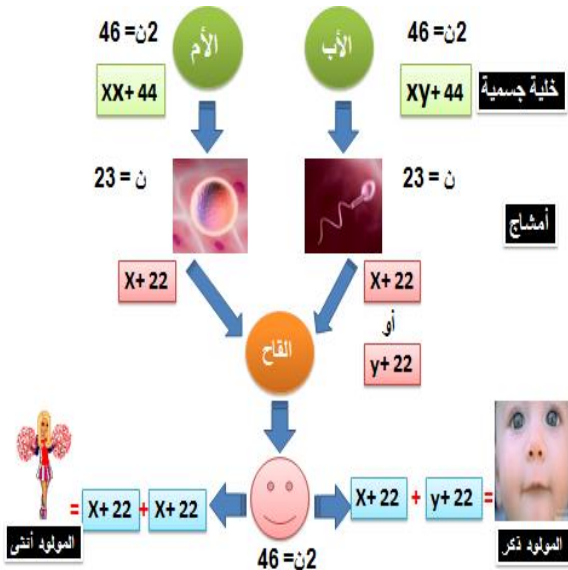 2ن= 46
الأب
الأم
2ن= 46
خلية جسمية
xy+ 44
xx+ 44
ن = 23
ن = 23
أمشاج
X+ 22
أو
y+ 22
X+ 22
القاح
X+ 22 + y+ 22 =
المولود ذكر
= X+ 22 + X+ 22
المولود أنثى
2ن= 46